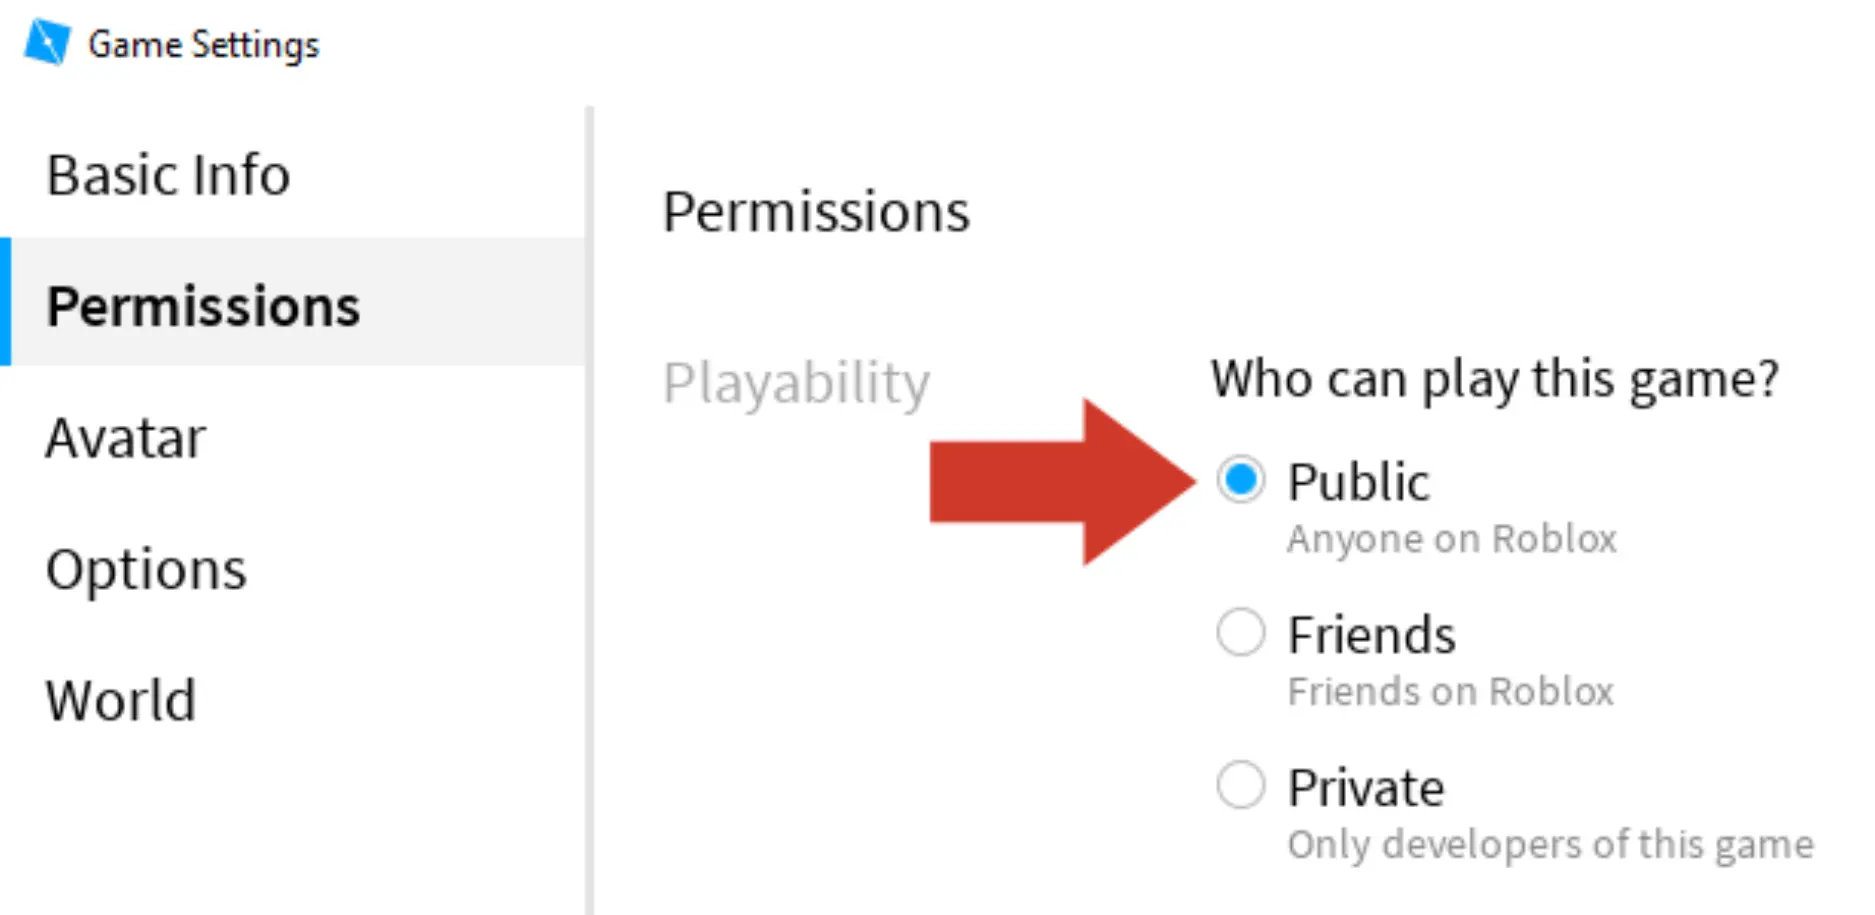 Game Settings
Basic Info
Permissions
Avatar
Options
World
Permissions
Playability
Who can play this game?
Public
Anyone on Roblox
Friends
Friends on Roblox
Private
Only developers of this game